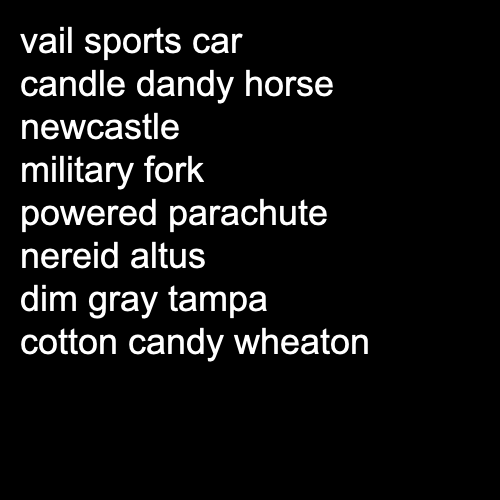 vail sports car
candle dandy horse
newcastle
military fork
powered parachute
nereid altus
dim gray tampa
cotton candy wheaton